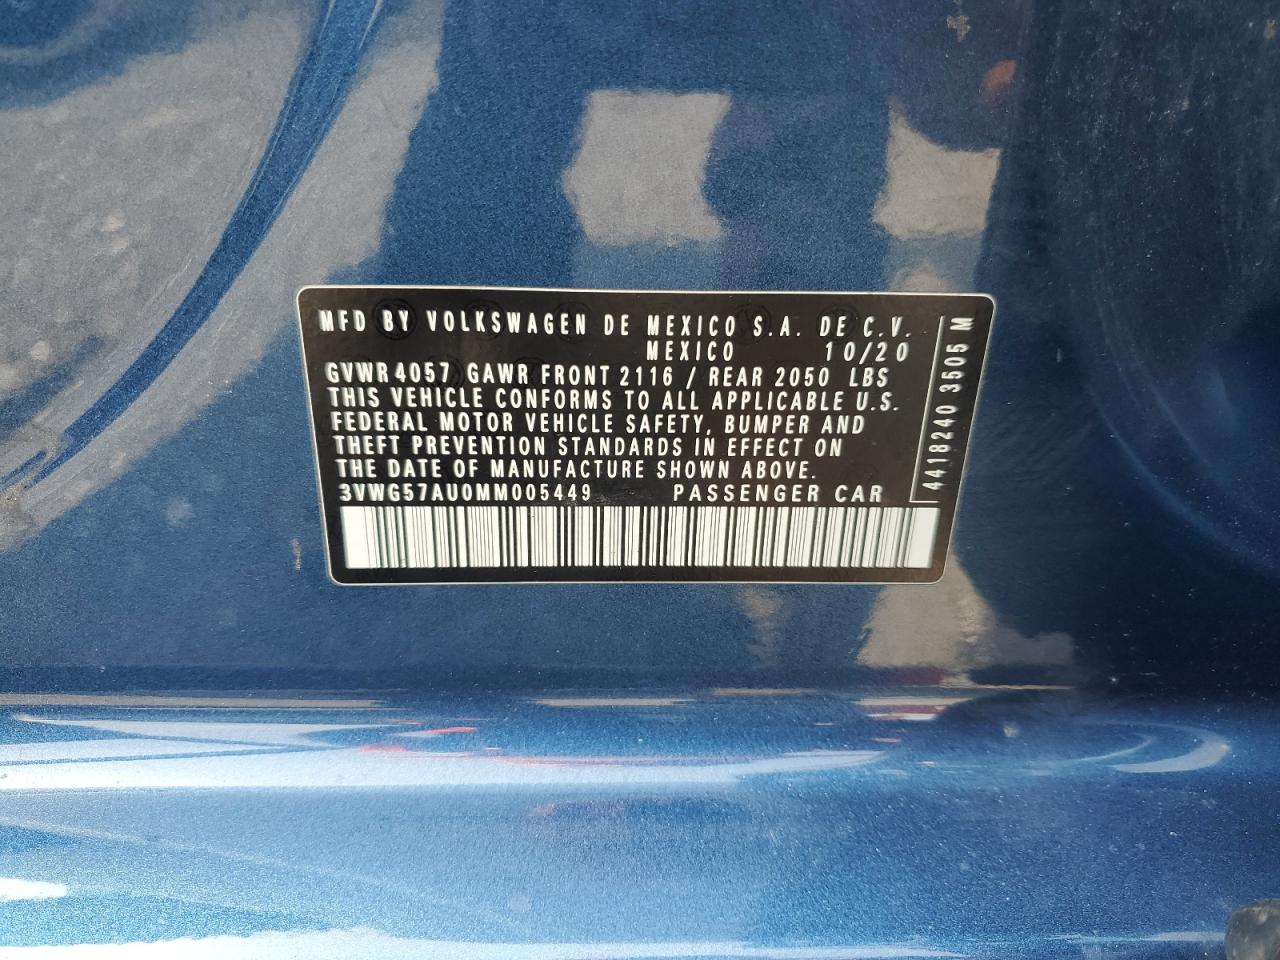 MFD BY VOLKSWAGEN DE MEXICO S.A. DE C.V.
MEXICO 10/20
GVWR 4057 GAWR FRONT 2116 / REAR 2050 LBS
THIS VEHICLE CONFORMS TO ALL APPLICABLE U.S.
FEDERAL MOTOR VEHICLE SAFETY, BUMPER AND
THEFT PREVENTION STANDARDS IN EFFECT ON
THE DATE OF MANUFACTURE SHOWN ABOVE.
3VWG57AU0MM005449 PASSENGER CAR
4418240 3505 M